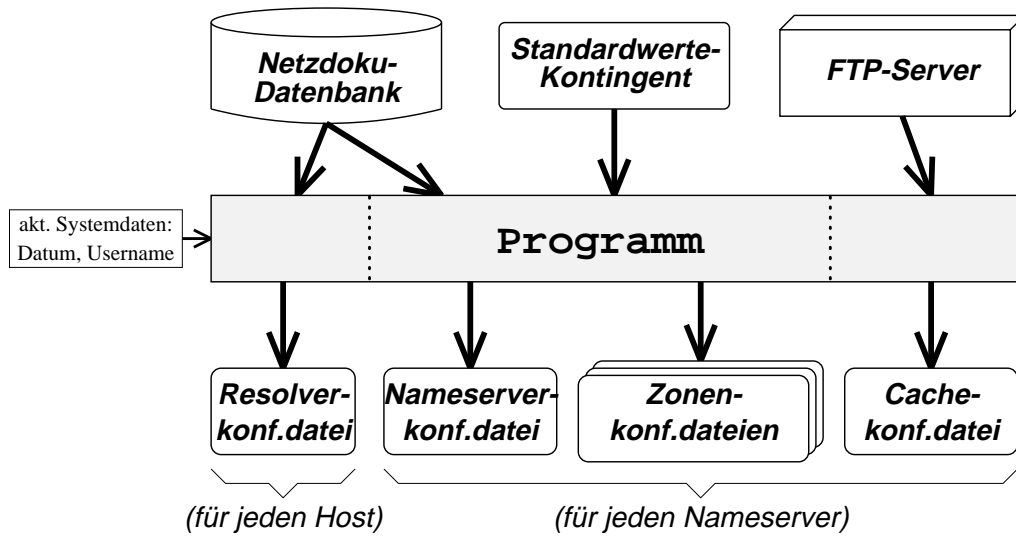 Netzdoku-
Datenbank
Standardwerte-
Kontingent
FTP-Server
akt. Systemdaten:
Datum, Username
Programm
Resolver-
konf.datei
Nameserver-
konf.datei
Zonen-
konf.dateien
Cache-
konf.datei
(für jeden Host)
(für jeden Nameserver)